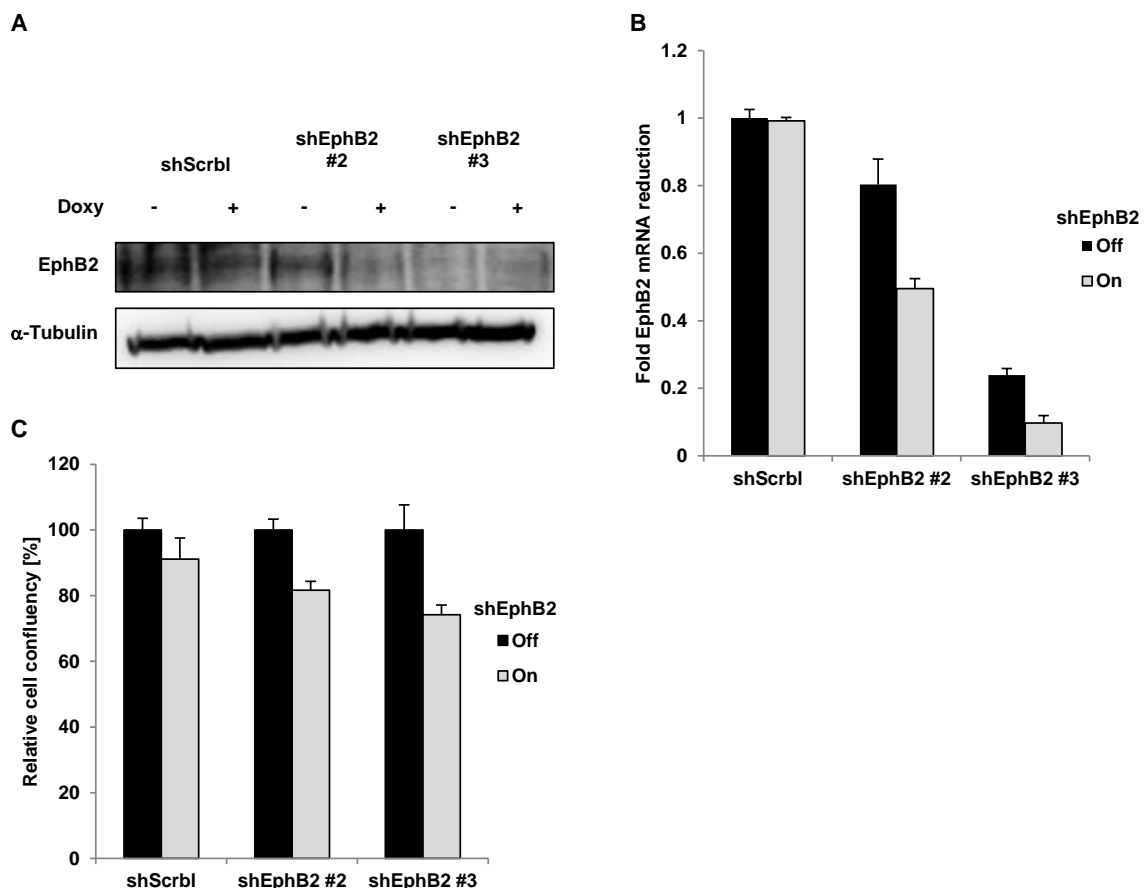 A
shEphB2 shEphB2
shScrbl #2 #3
Doxy - + - + - +
EphB2
α-Tubulin
B
Fold EphB2 mRNA reduction
1.2
1
0.8
0.6
0.4
0.2
0
shScrbl shEphB2 #2 shEphB2 #3
shEphB2
Off
On
C
Relative cell confluency [%]
120
100
80
60
40
20
0
shScrbl shEphB2 #2 shEphB2 #3
shEphB2
Off
On